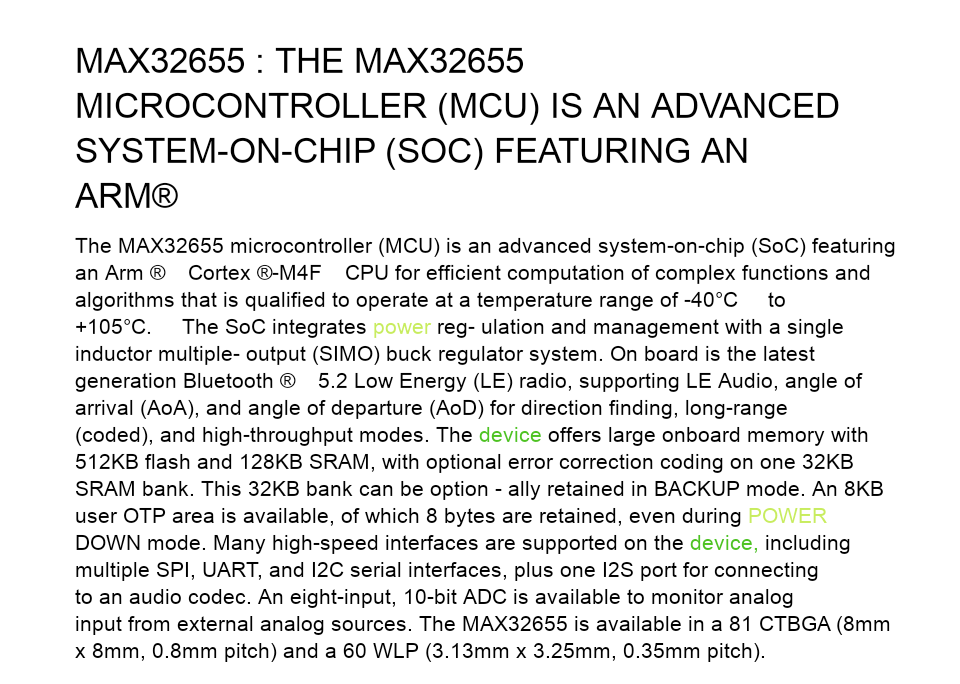 MAX32655 : THE MAX32655
MICROCONTROLLER (MCU) IS AN ADVANCED
SYSTEM-ON-CHIP (SOC) FEATURING AN
ARM®
The MAX32655 microcontroller (MCU) is an advanced system-on-chip (SoC) featuring
an Arm ® Cortex ®-M4F CPU for efficient computation of complex functions and
algorithms that is qualified to operate at a temperature range of -40°C to
+105°C. The SoC integrates power reg- ulation and management with a single
inductor multiple- output (SIMO) buck regulator system. On board is the latest
generation Bluetooth ® 5.2 Low Energy (LE) radio, supporting LE Audio, angle of
arrival (AoA), and angle of departure (AoD) for direction finding, long-range
(coded), and high-throughput modes. The device offers large onboard memory with
512KB flash and 128KB SRAM, with optional error correction coding on one 32KB
SRAM bank. This 32KB bank can be option - ally retained in BACKUP mode. An 8KB
user OTP area is available, of which 8 bytes are retained, even during POWER
DOWN mode. Many high-speed interfaces are supported on the device, including
multiple SPI, UART, and I2C serial interfaces, plus one I2S port for connecting
to an audio codec. An eight-input, 10-bit ADC is available to monitor analog
input from external analog sources. The MAX32655 is available in a 81 CTBGA (8mm
x 8mm, 0.8mm pitch) and a 60 WLP (3.13mm x 3.25mm, 0.35mm pitch).